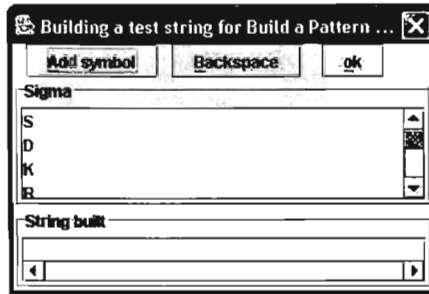 Building a test string for Build a Pattern ...
Add symbol Backspace ok
Sigma
S
D
K
R
String built